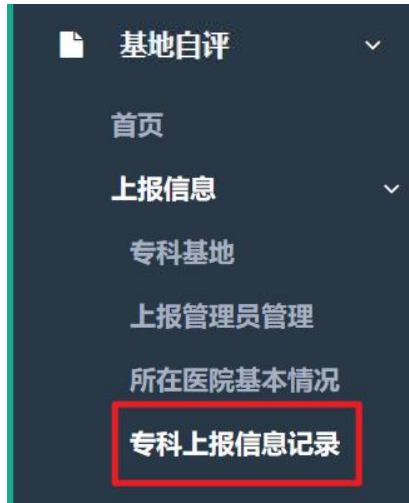 基地自评
首页
上报信息
专科基地
上报管理员管理
所在医院基本情况
专科上报信息记录